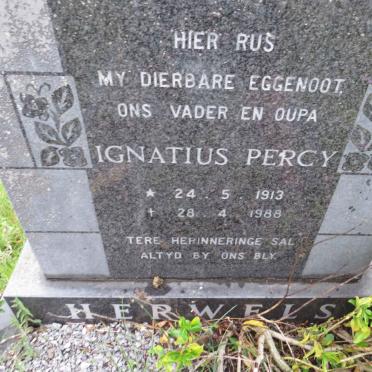 HIER RUS
MY DIERBARE EGGENOOT,
ONS VADER EN OUPA
IGNATIUS PERCY
★ 24 . 5 . 1913
† 28 . 4 . 1988
TERE HERINNERINGE SAL
ALTYD BY ONS BLY.
HERWELS